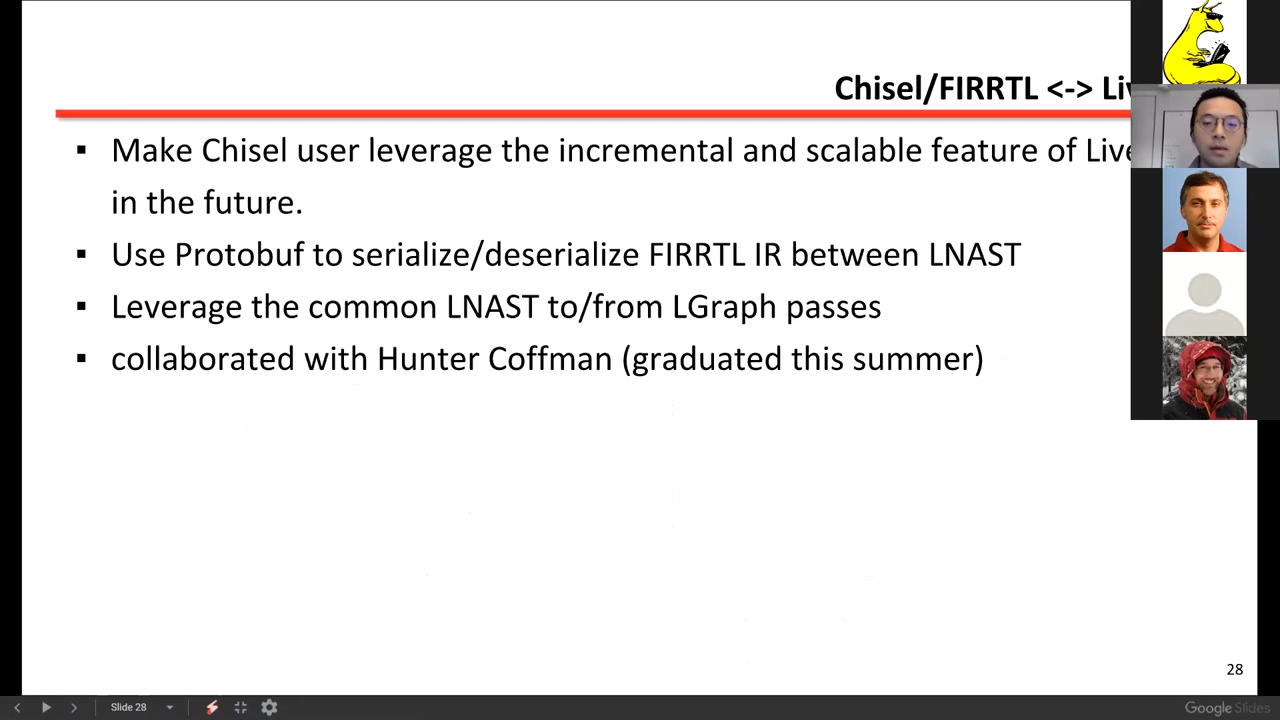 Chisel/FIRRTL <->
▪ Make Chisel user leverage the incremental and scalable feature of
in the future.
▪ Use Protobuf to serialize/deserialize FIRRTL IR between LNAST
▪ Leverage the common LNAST to/from LGraph passes
▪ collaborated with Hunter Coffman (graduated this summer)
28
Slide 28
Google Slides